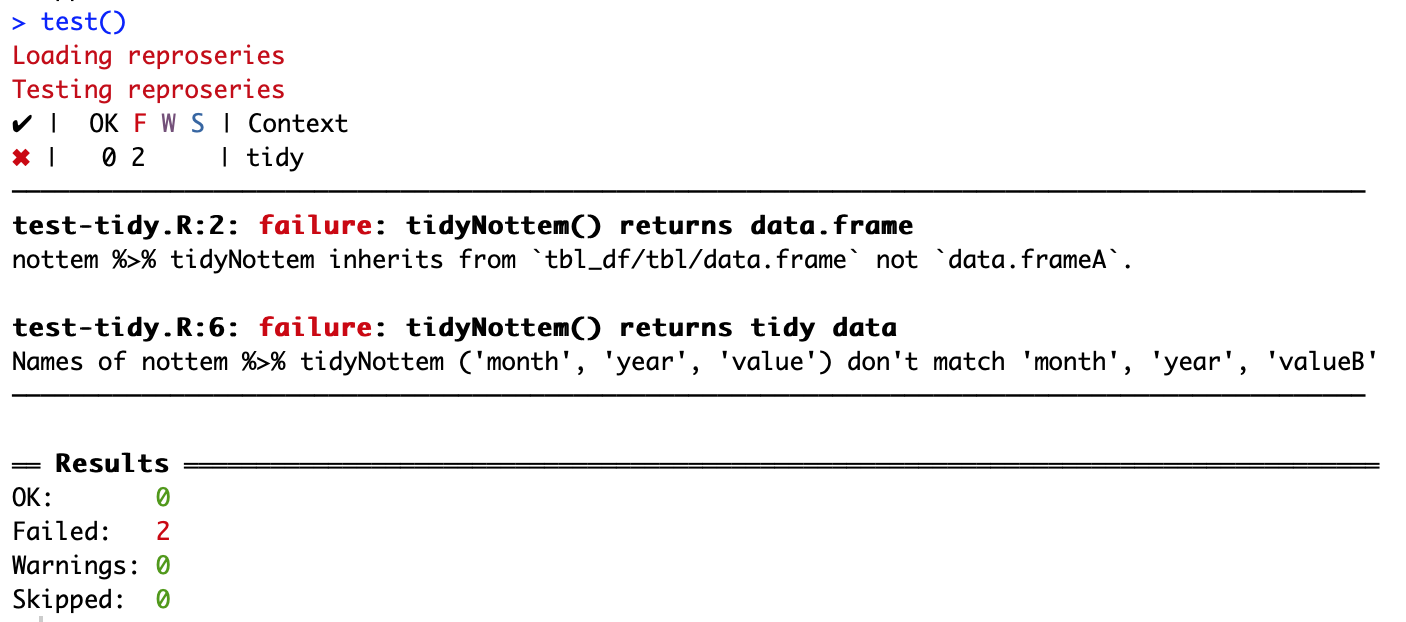 > test()
Loading reproseries
Testing reproseries
✔ |  OK F W S | Context
✖ |   0 2     | tidy
test-tidy.R:2: failure: tidyNottem() returns data.frame
nottem %>% tidyNottem inherits from `tbl_df/tbl/data.frame` not `data.frameA`.
test-tidy.R:6: failure: tidyNottem() returns tidy data
Names of nottem %>% tidyNottem ('month', 'year', 'value') don't match 'month', 'year', 'valueB'
══ Results ══
OK:       0
Failed:   2
Warnings: 0
Skipped:  0